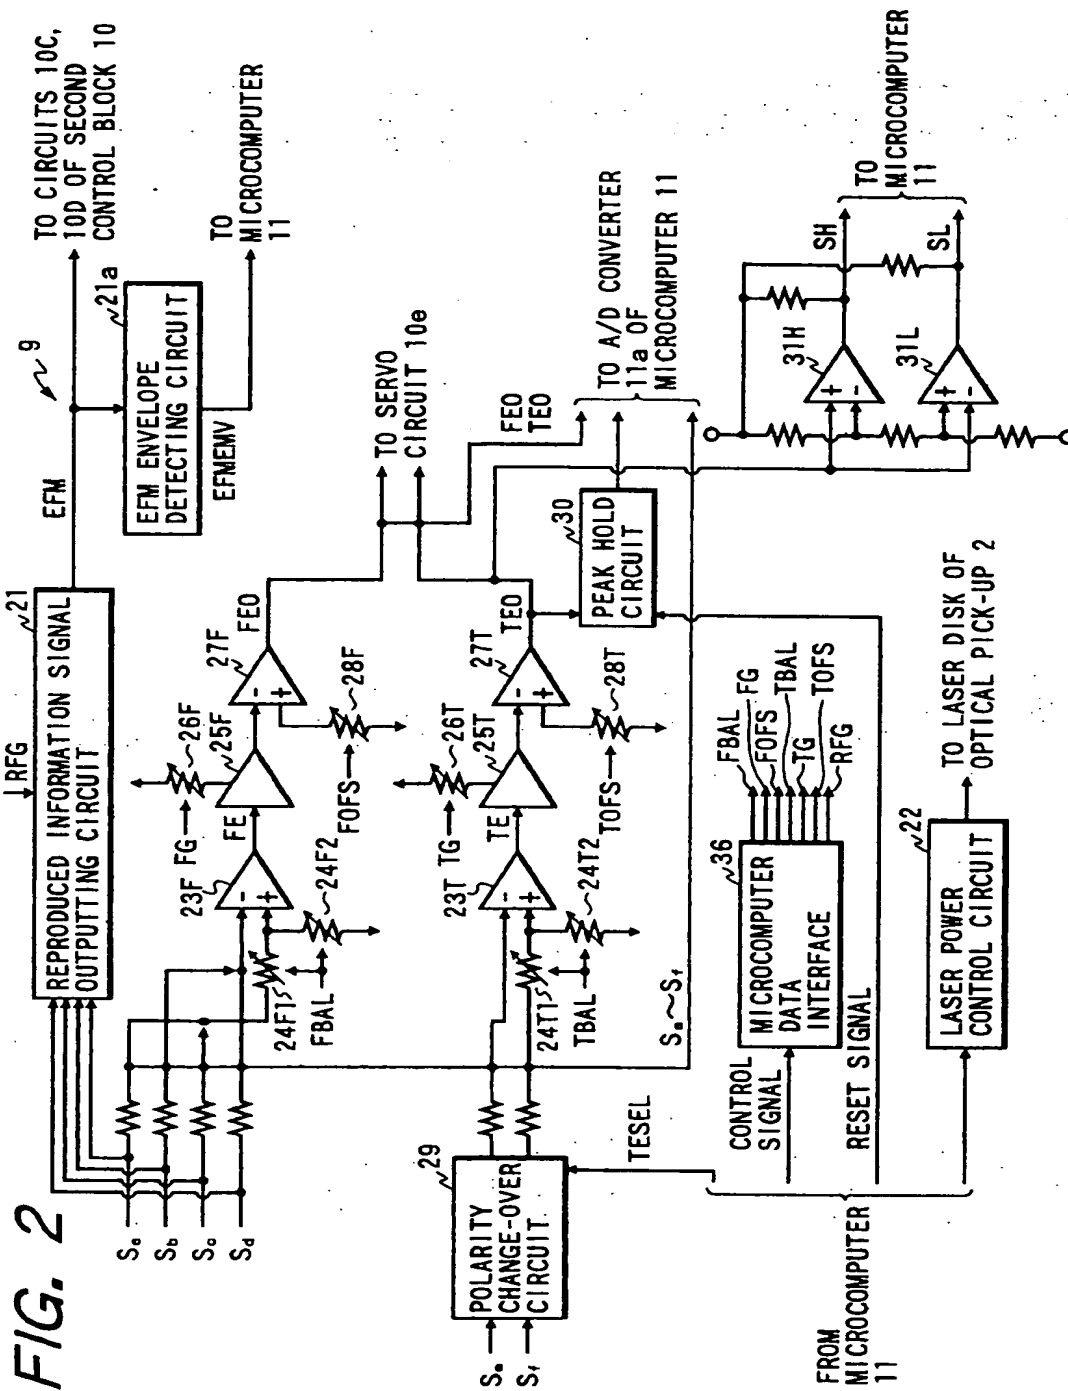 FIG. 2
9
RFG
21
REPRODUCED INFORMATION SIGNAL
OUTPUTTING CIRCUIT
EFM
TO CIRCUITS 10C,
10D OF SECOND
CONTROL BLOCK 10
21a
EFM ENVELOPE
DETECTING CIRCUIT
EFMEMV
TO
MICROCOMPUTER
11
Sa
Sb
Sc
Sd
24F1
FBAL
24F2
23F
FE
FG
26F
25F
27F
FEO
FOFS
28F
TO SERVO
CIRCUIT 10e
Se
Sf
29
POLARITY
CHANGE-OVER
CIRCUIT
TESEL
24T1
TBAL
24T2
23T
TE
TG
26T
25T
27T
TEO
TOFS
28T
Sa~Sf
30
PEAK HOLD
CIRCUIT
FEO
TEO
TO A/D CONVERTER
11a OF
MICROCOMPUTER 11
31H
31L
SH
SL
TO
MICROCOMPUTER
11
FROM
MICROCOMPUTER
11
CONTROL
SIGNAL
36
MICROCOMPUTER
DATA
INTERFACE
FBAL
FG
FOFS
TBAL
TG
TOFS
RFG
RESET SIGNAL
22
LASER POWER
CONTROL CIRCUIT
TO LASER DISK OF
OPTICAL PICK-UP 2